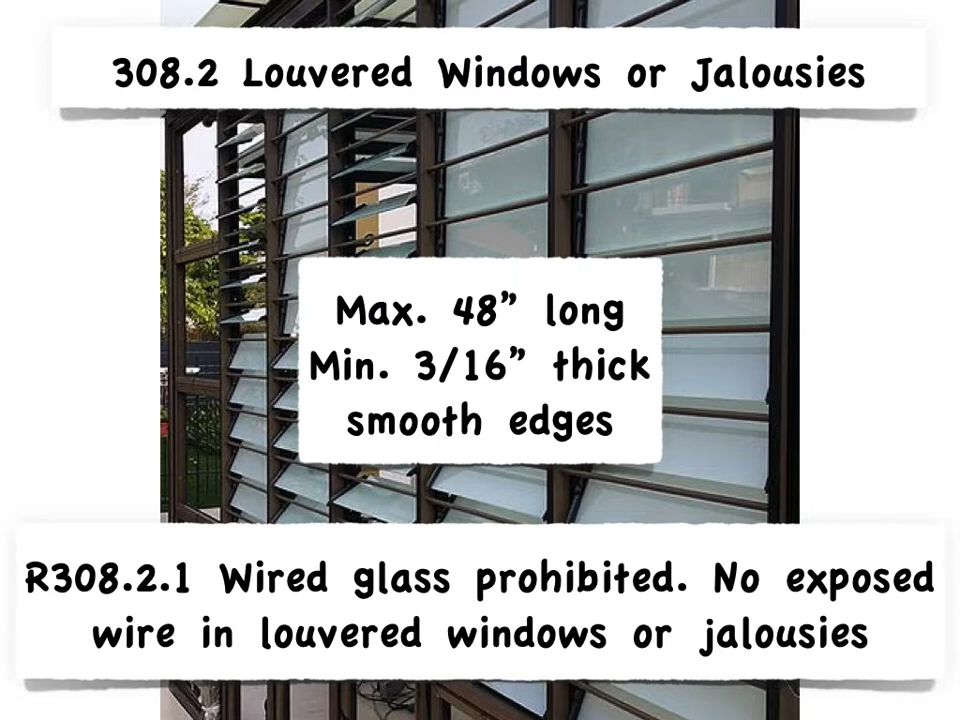 308.2 Louvered Windows or Jalousies
Max. 48” long
Min. 3/16” thick
smooth edges
R308.2.1 Wired glass prohibited. No exposed
wire in louvered windows or jalousies